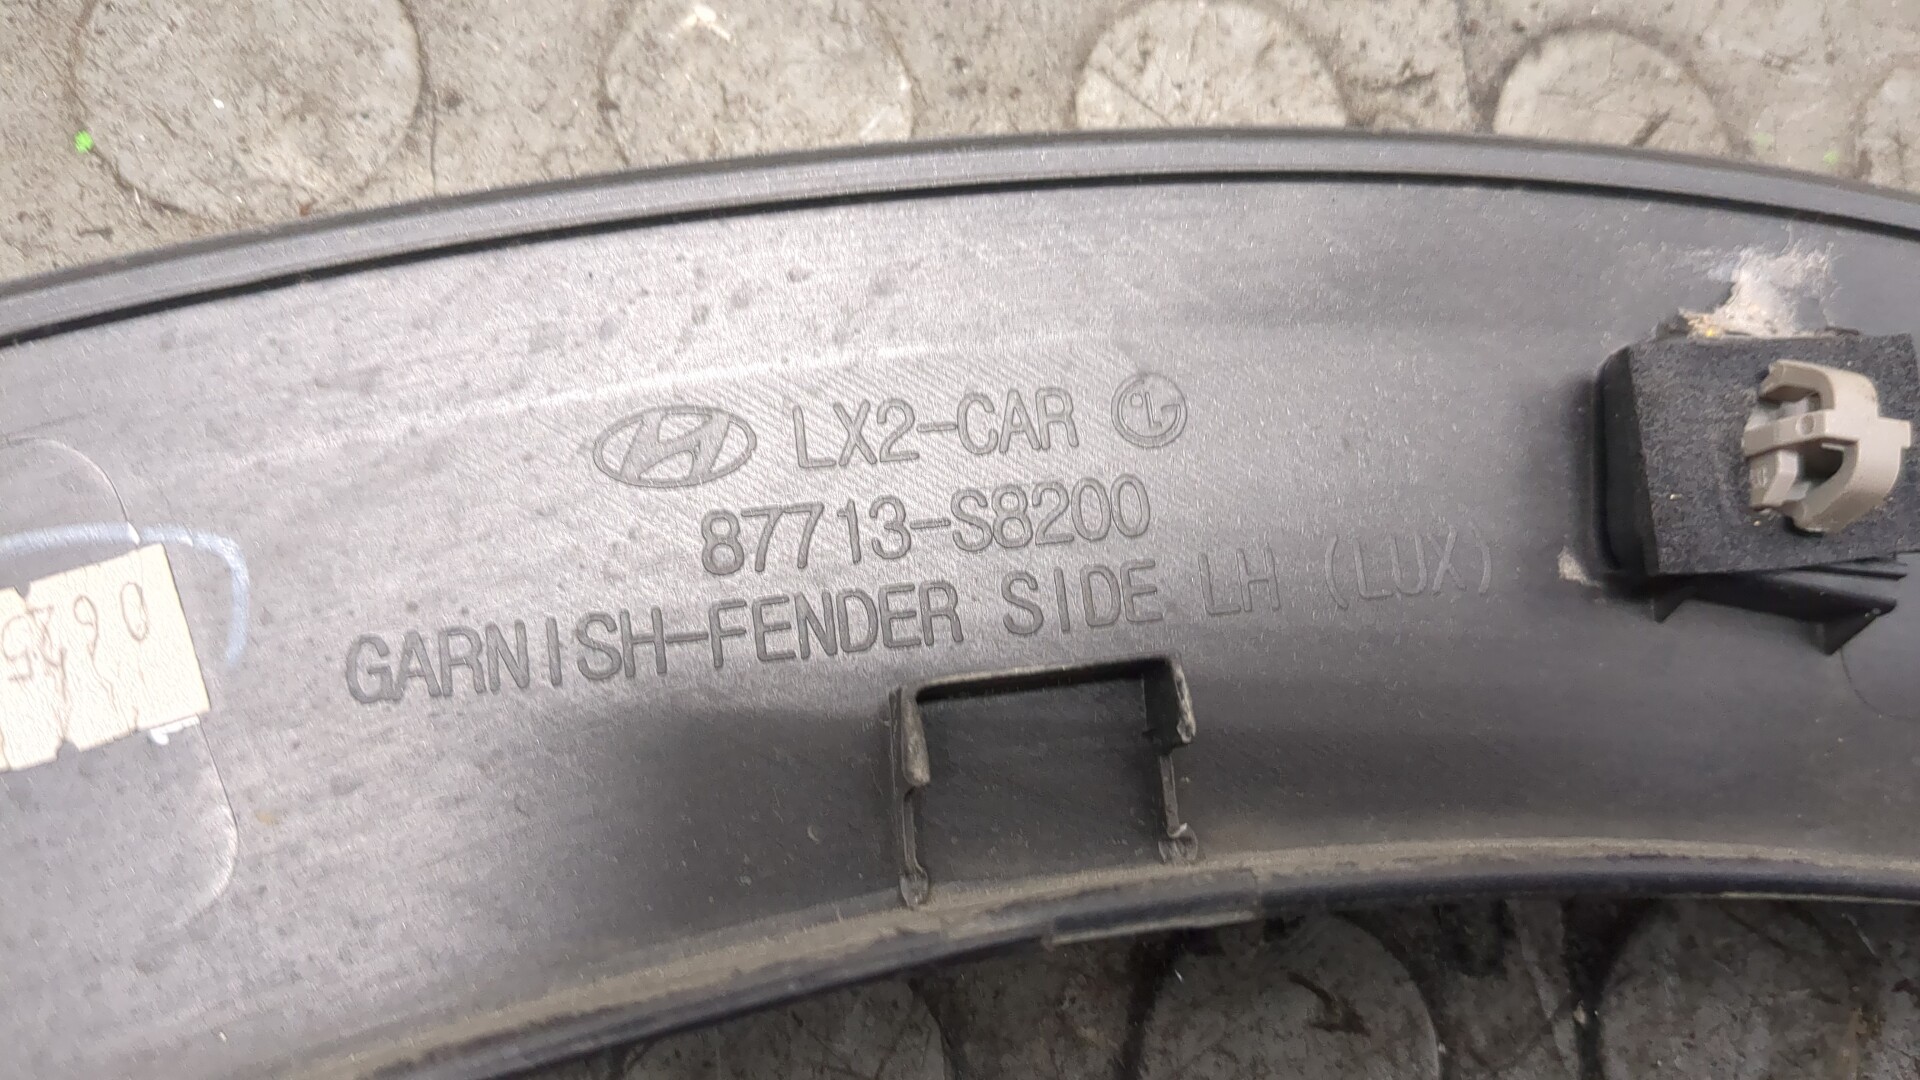 LX2-CAR
87713-S8200
GARNISH-FENDER SIDE LH (LUX)